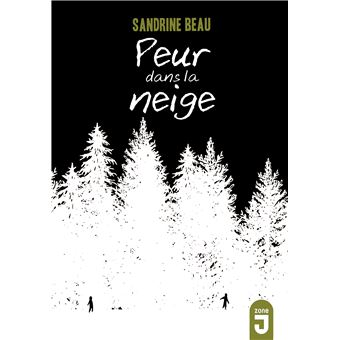 SANDRINE BEAU
Peur
dans la
neige
zone
J